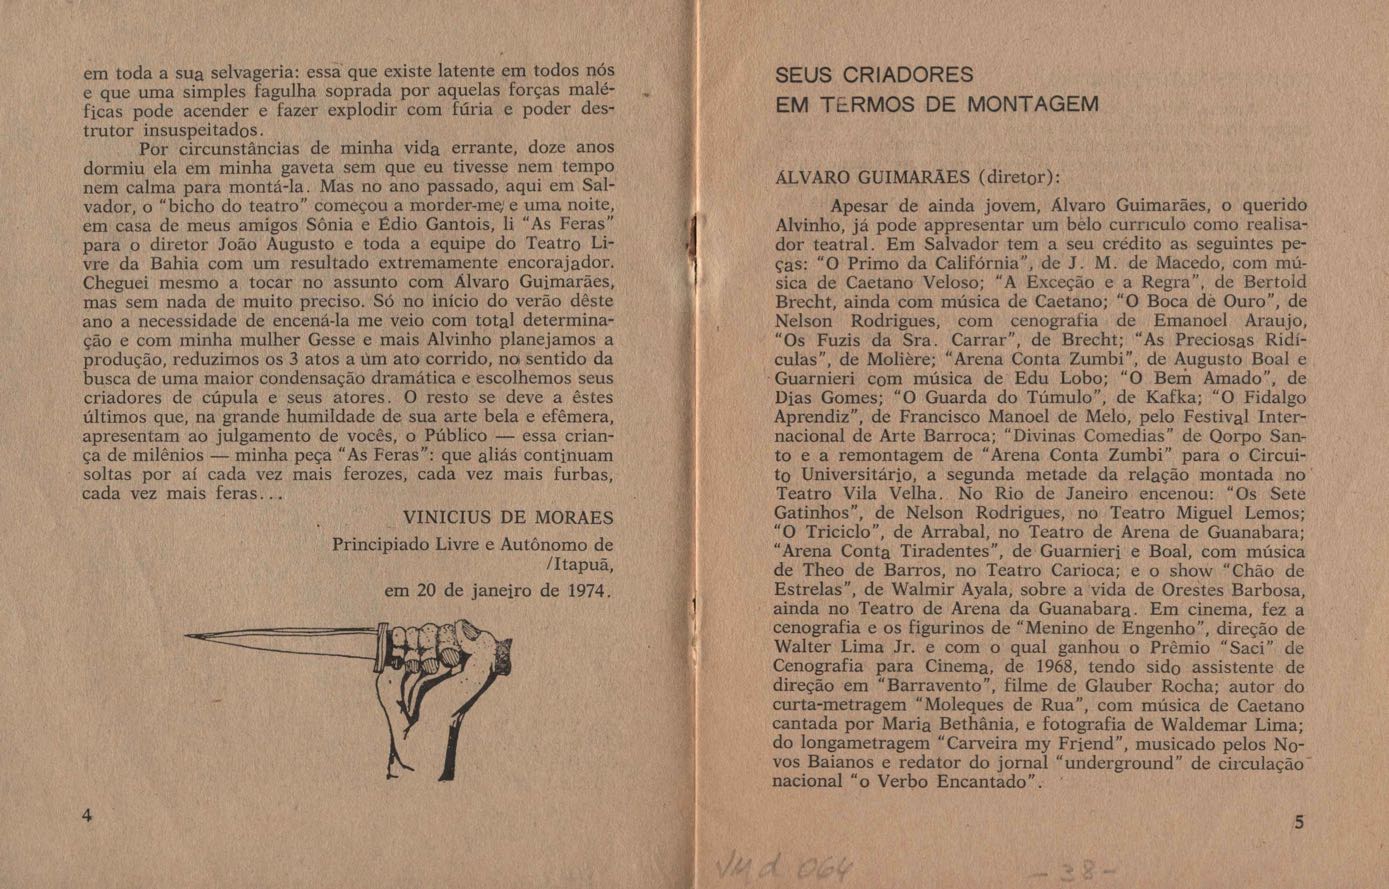 em toda a sua selvageria: essa que existe latente em todos nós
e que uma simples fagulha soprada por aquelas forças malé-
ficas pode acender e fazer explodir com fúria e poder des-
trutor insuspeitados.
Por circunstâncias de minha vida errante, doze anos
dormiu ela em minha gaveta sem que eu tivesse nem tempo
nem calma para montá-la. Mas no ano passado, aqui em Sal-
vador, o "bicho do teatro" começou a morder-me, e uma noite,
em casa de meus amigos Sônia e Édio Gantois, li "As Feras"
para o diretor João Augusto e toda a equipe do Teatro Li-
vre da Bahia com um resultado extremamente encorajador.
Cheguei mesmo a tocar no assunto com Álvaro Guimarães,
mas sem nada de muito preciso. Só no início do verão dêste
ano a necessidade de encená-la me veio com total determina-
ção e com minha mulher Gesse e mais Alvinho planejamos a
produção, reduzimos os 3 atos a um ato corrido, no sentido da
busca de uma maior condensação dramática e escolhemos seus
criadores de cúpula e seus atores. O resto se deve a êstes
últimos que, na grande humildade de sua arte bela e efêmera,
apresentam ao julgamento de vocês, o Público — essa crian-
ça de milênios — minha peça "As Feras": que aliás continuam
soltas por aí cada vez mais ferozes, cada vez mais furbas,
cada vez mais feras...
VINICIUS DE MORAES
Principiado Livre e Autônomo de
/Itapuã,
em 20 de janeiro de 1974.
4
SEUS CRIADORES
EM TERMOS DE MONTAGEM
ÁLVARO GUIMARÃES (diretor):
Apesar de ainda jovem, Álvaro Guimarães, o querido
Alvinho, já pode appresentar um bélo curriculo como realisa-
dor teatral. Em Salvador tem a seu crédito as seguintes pe-
ças: "O Primo da Califórnia", de J. M. de Macedo, com mú-
sica de Caetano Veloso; "A Exceção e a Regra", de Bertold
Brecht, ainda com música de Caetano; "O Boca de Ouro", de
Nelson Rodrigues, com cenografia de Emanoel Araujo,
"Os Fuzis da Sra. Carrar", de Brecht; "As Preciosas Ridí-
culas", de Molière; "Arena Conta Zumbi", de Augusto Boal e
Guarnieri com música de Edu Lobo; "O Bem Amado", de
Dias Gomes; "O Guarda do Túmulo", de Kafka; "O Fidalgo
Aprendiz", de Francisco Manoel de Melo, pelo Festival Inter-
nacional de Arte Barroca; "Divinas Comedias" de Qorpo San-
to e a remontagem de "Arena Conta Zumbi" para o Circui-
to Universitário, a segunda metade da relação montada no
Teatro Vila Velha. No Rio de Janeiro encenou: "Os Sete
Gatinhos", de Nelson Rodrigues, no Teatro Miguel Lemos;
"O Triciclo", de Arrabal, no Teatro de Arena de Guanabara;
"Arena Conta Tiradentes", de Guarnieri e Boal, com música
de Theo de Barros, no Teatro Carioca; e o show "Chão de
Estrelas", de Walmir Ayala, sobre a vida de Orestes Barbosa,
ainda no Teatro de Arena da Guanabara. Em cinema, fez a
cenografia e os figurinos de "Menino de Engenho", direção de
Walter Lima Jr. e com o qual ganhou o Prêmio "Saci" de
Cenografia para Cinema, de 1968, tendo sido assistente de
direção em "Barravento", filme de Glauber Rocha; autor do
curta-metragem "Moleques de Rua", com música de Caetano
cantada por Maria Bethânia, e fotografia de Waldemar Lima;
do longametragem "Carveira my Friend", musicado pelos No-
vos Baianos e redator do jornal "underground" de circulação
nacional "o Verbo Encantado".
5
VMd 064
- 38 -